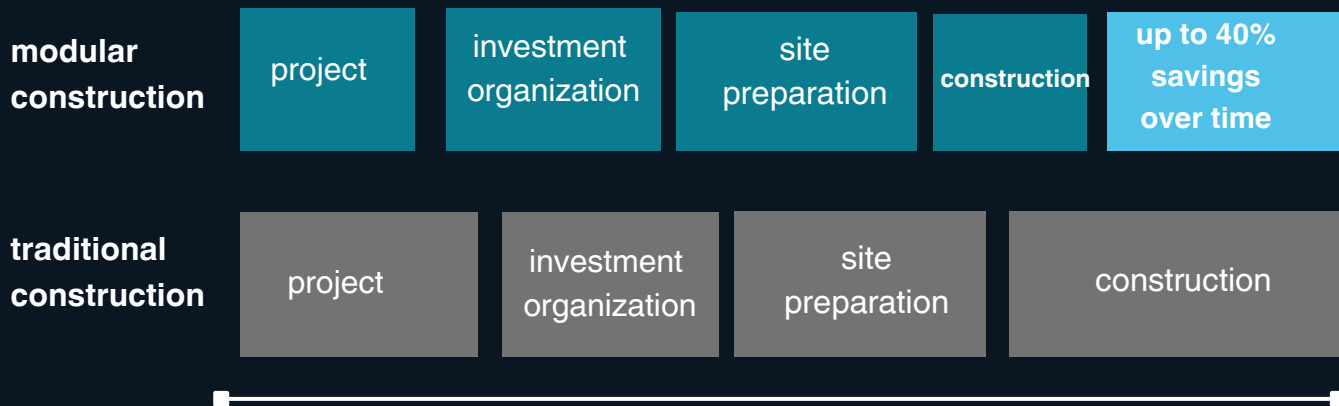 modular
construction
project
investment
organization
site
preparation
construction
up to 40%
savings
over time
traditional
construction
project
investment
organization
site
preparation
construction